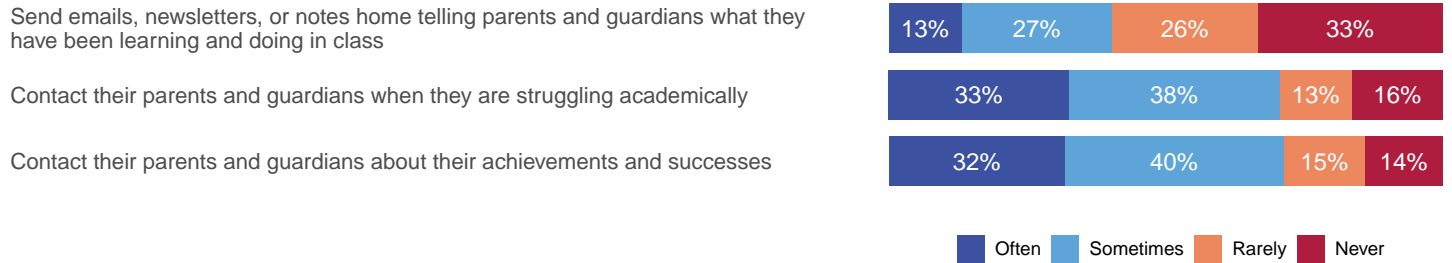 Send emails, newsletters, or notes home telling parents and guardians what they
have been learning and doing in class
13% 27% 26% 33%
Contact their parents and guardians when they are struggling academically
33% 38% 13% 16%
Contact their parents and guardians about their achievements and successes
32% 40% 15% 14%
Often Sometimes Rarely Never